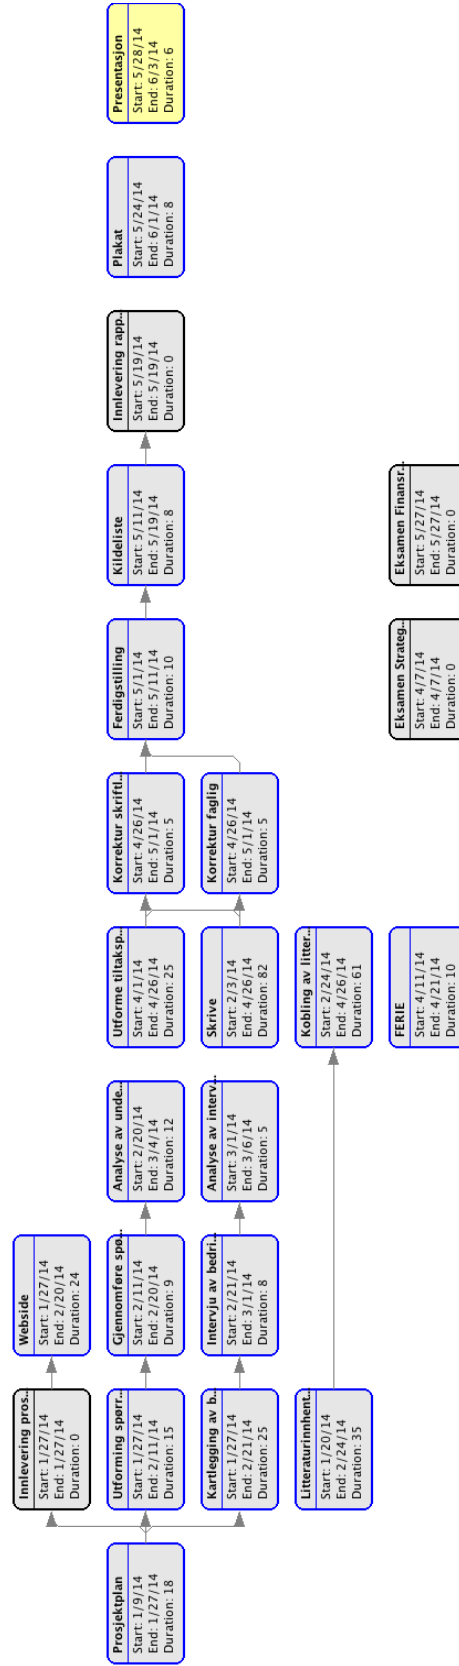 Prosjektplan
Start: 1/9/14
End: 1/27/14
Duration: 18
Innlevering pros...
Start: 1/27/14
End: 1/27/14
Duration: 0
Webside
Start: 1/27/14
End: 2/20/14
Duration: 24
Utforming spørr...
Start: 1/27/14
End: 2/11/14
Duration: 15
Gjennomføre spø...
Start: 2/11/14
End: 2/20/14
Duration: 9
Analyse av unde...
Start: 2/20/14
End: 3/4/14
Duration: 12
Utforme tiltaksp...
Start: 4/1/14
End: 4/26/14
Duration: 25
Korrektur skriftl...
Start: 4/26/14
End: 5/1/14
Duration: 5
Ferdigstilling
Start: 5/1/14
End: 5/11/14
Duration: 10
Kildeliste
Start: 5/11/14
End: 5/19/14
Duration: 8
Innlevering rapp...
Start: 5/19/14
End: 5/19/14
Duration: 0
Plakat
Start: 5/24/14
End: 6/1/14
Duration: 8
Presentasjon
Start: 5/28/14
End: 6/3/14
Duration: 6
Kartlegging av b...
Start: 1/27/14
End: 2/21/14
Duration: 25
Intervju av bedri...
Start: 2/21/14
End: 3/1/14
Duration: 8
Analyse av interv...
Start: 3/1/14
End: 3/6/14
Duration: 5
Skrive
Start: 2/3/14
End: 4/26/14
Duration: 82
Korrektur faglig
Start: 4/26/14
End: 5/1/14
Duration: 5
Litteraturinnhent...
Start: 1/20/14
End: 2/24/14
Duration: 35
Kobling av litter...
Start: 2/24/14
End: 4/26/14
Duration: 61
FERIE
Start: 4/11/14
End: 4/21/14
Duration: 10
Eksamen Strateg...
Start: 4/7/14
End: 4/7/14
Duration: 0
Eksamen Finansr...
Start: 5/27/14
End: 5/27/14
Duration: 0